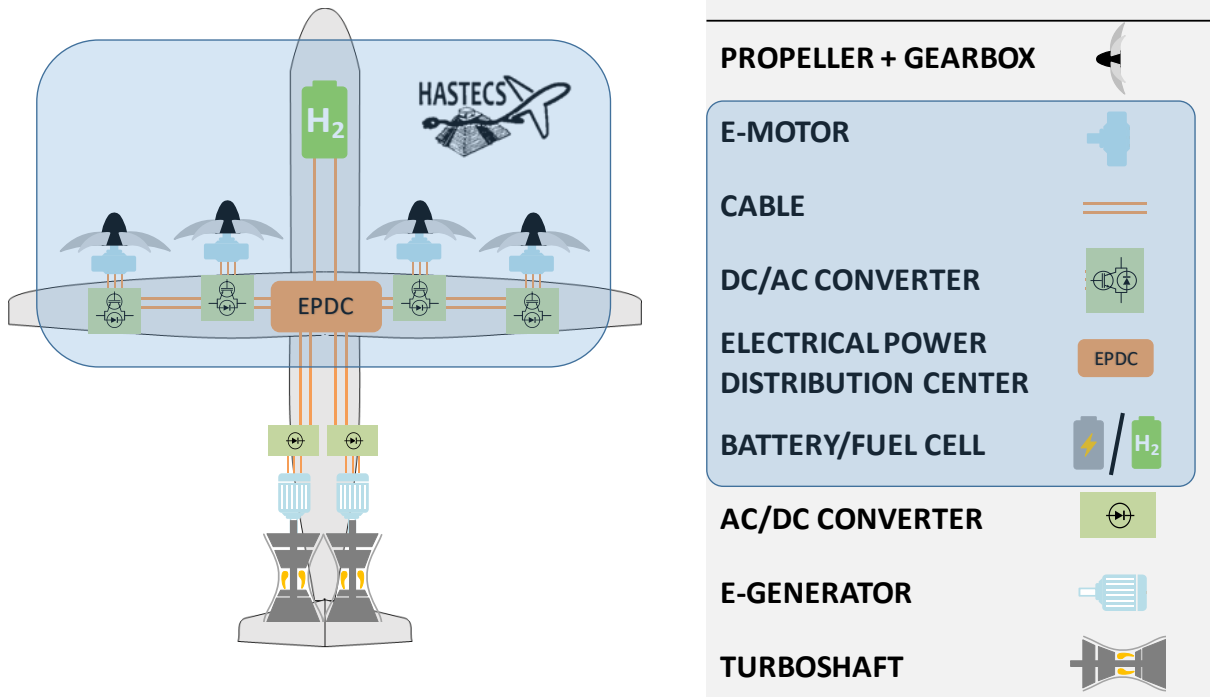 HASTECS
H2
EPDC
PROPELLER + GEARBOX
E-MOTOR
CABLE
DC/AC CONVERTER
ELECTRICAL POWER
DISTRIBUTION CENTER
EPDC
BATTERY/FUEL CELL
/
H2
AC/DC CONVERTER
E-GENERATOR
TURBOSHAFT